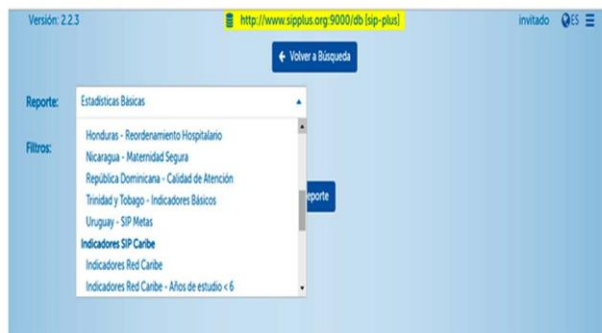 Versión: 2.2.3 http://www.sipplus.org:9000/db [sip-plus] invitado ES
Volver a Búsqueda
Reporte: Estadísticas Básicas
Honduras - Reordenamiento Hospitalario
Filtros:
Nicaragua - Maternidad Segura
República Dominicana - Calidad de Atención
Trinidad y Tobago - Indicadores Básicos
eporte
Uruguay - SIP Metas
Indicadores SIP Caribe
Indicadores Red Caribe
Indicadores Red Caribe - Años de estudio < 6